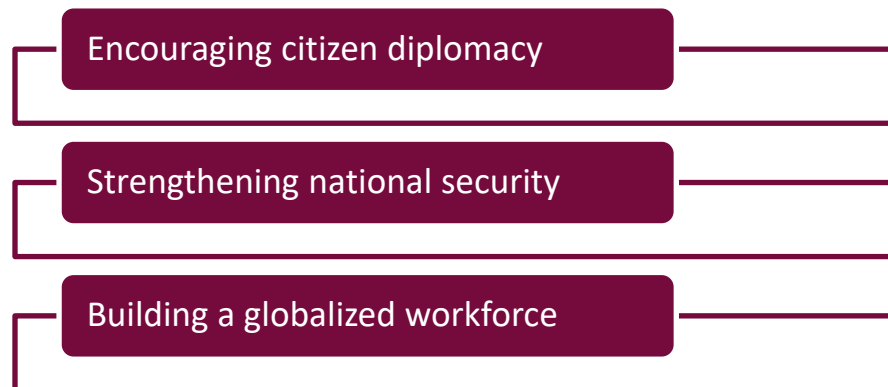 Encouraging citizen diplomacy
Strengthening national security
Building a globalized workforce